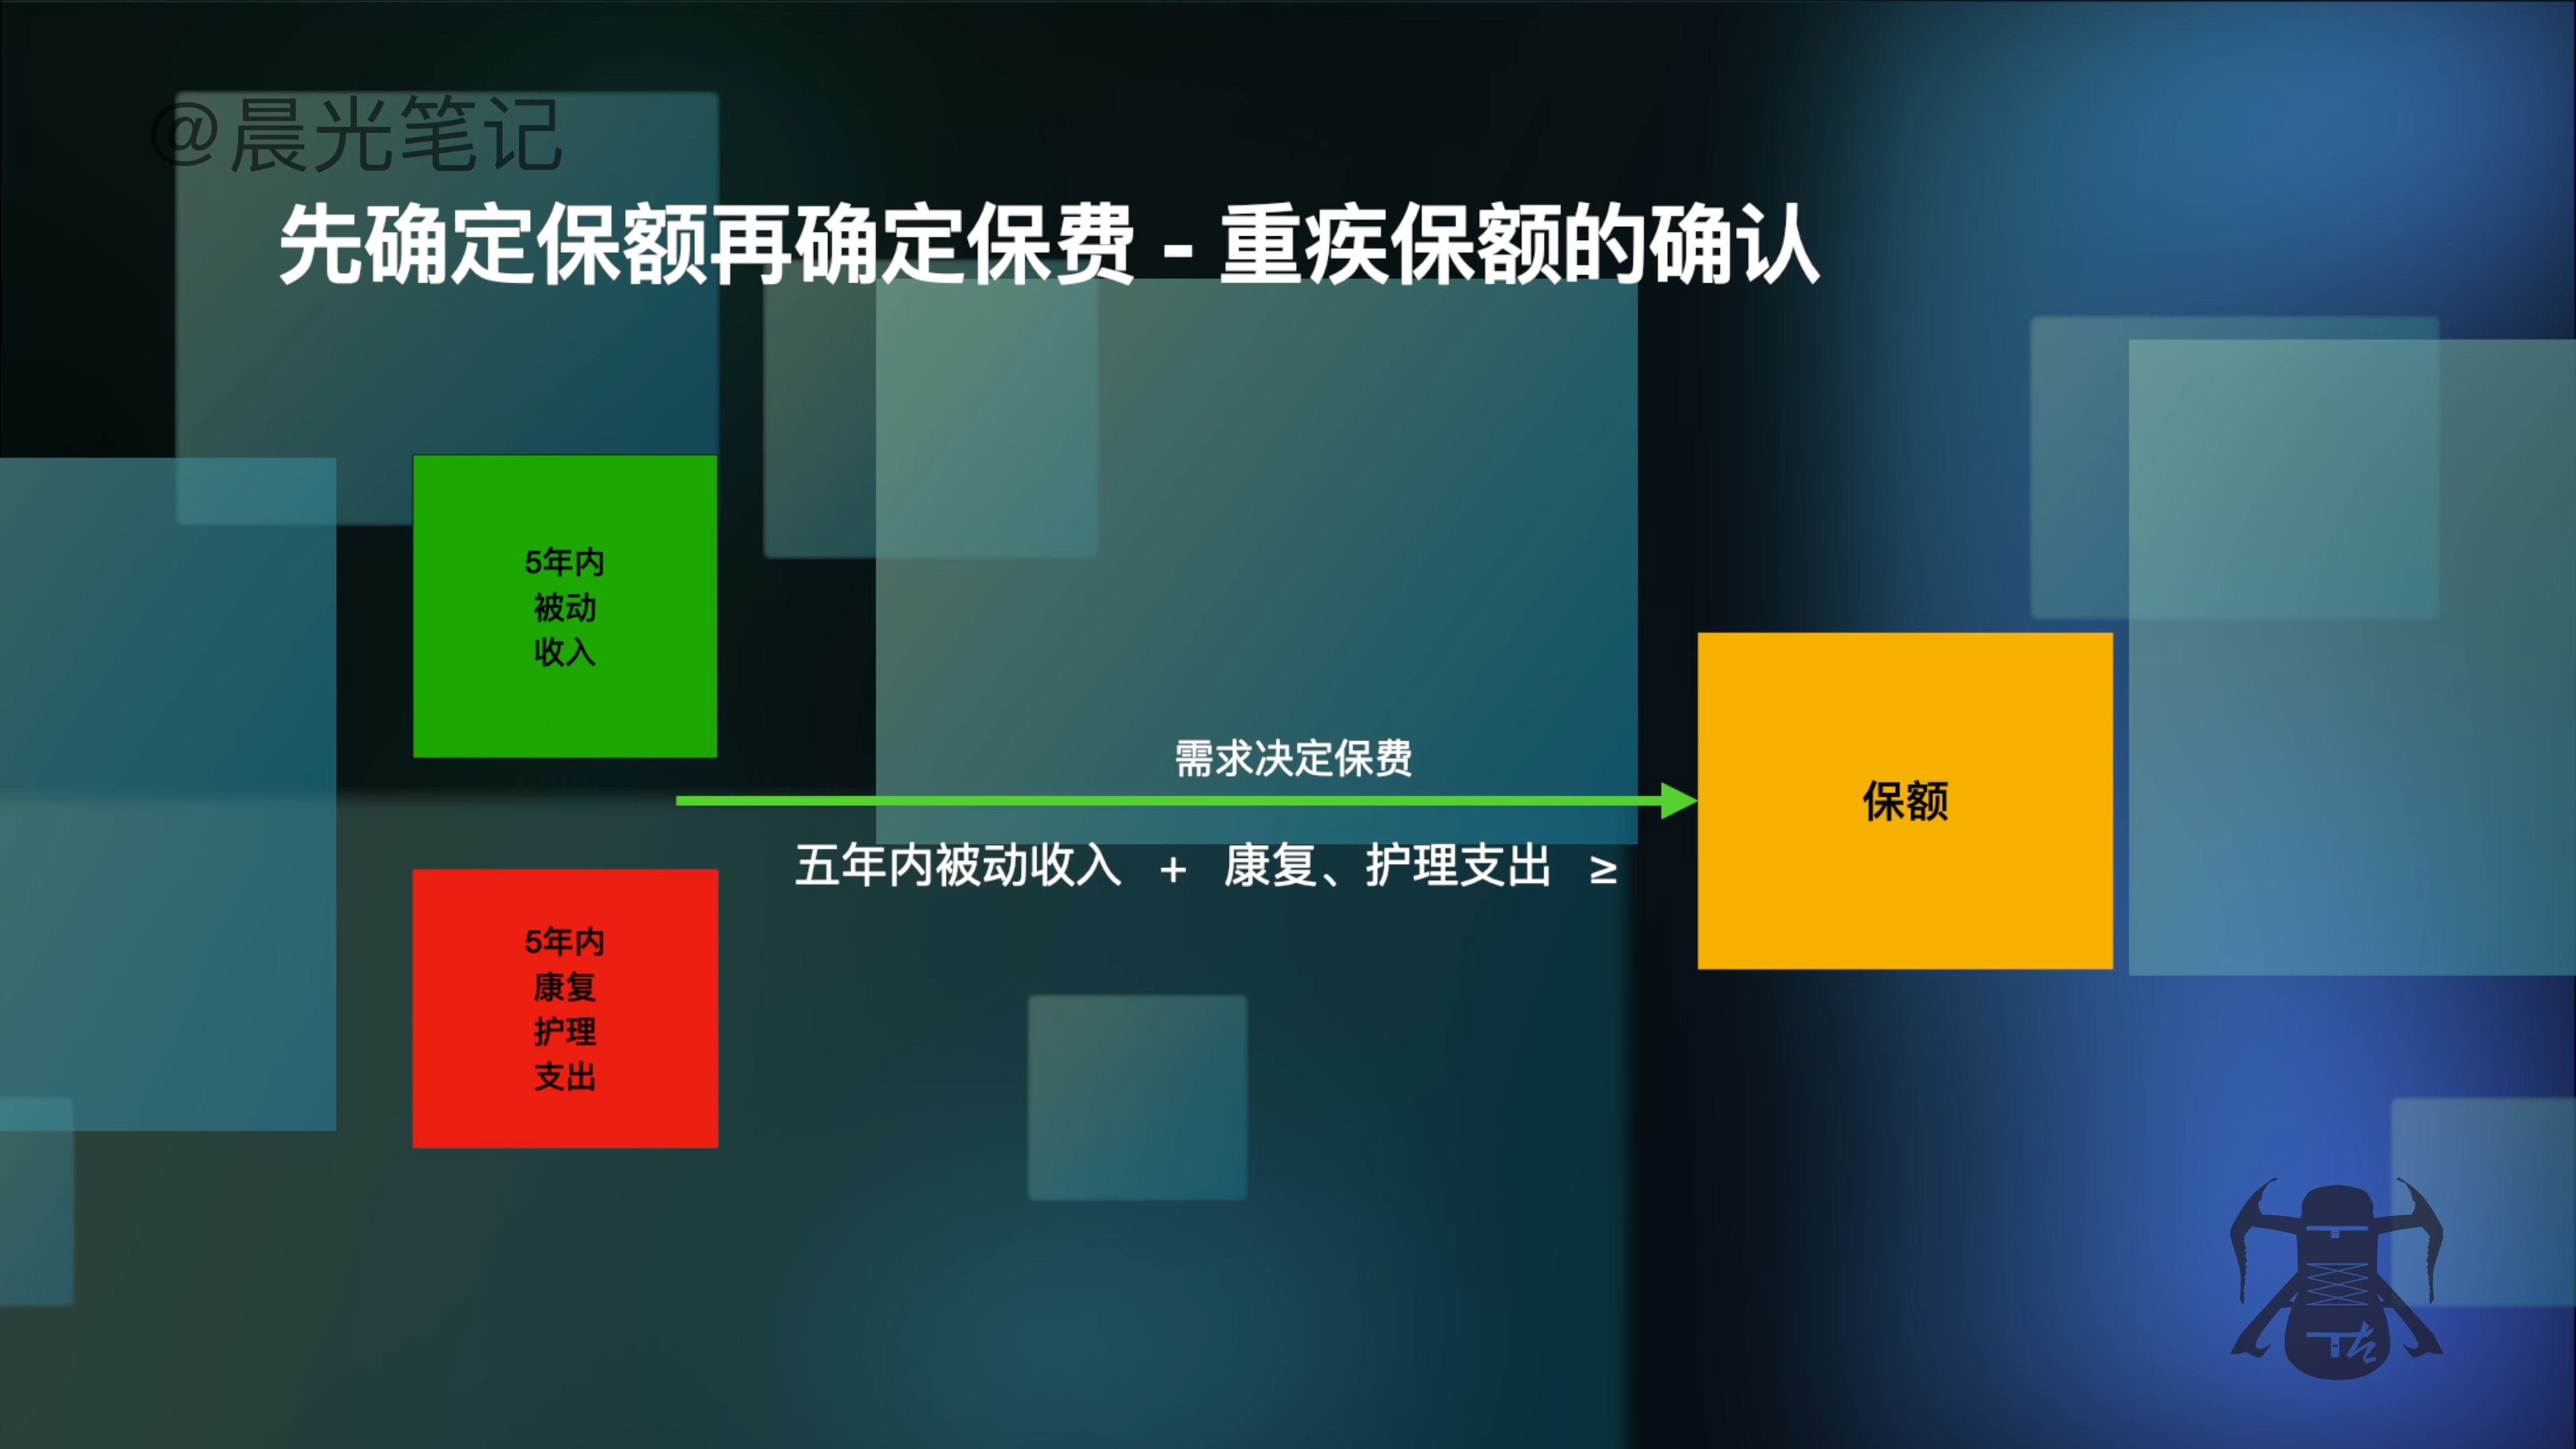 @晨光笔记
先确定保额再确定保费 - 重疾保额的确认
5年内
被动
收入
需求决定保费
五年内被动收入 + 康复、护理支出 ≥
保额
5年内
康复
护理
支出